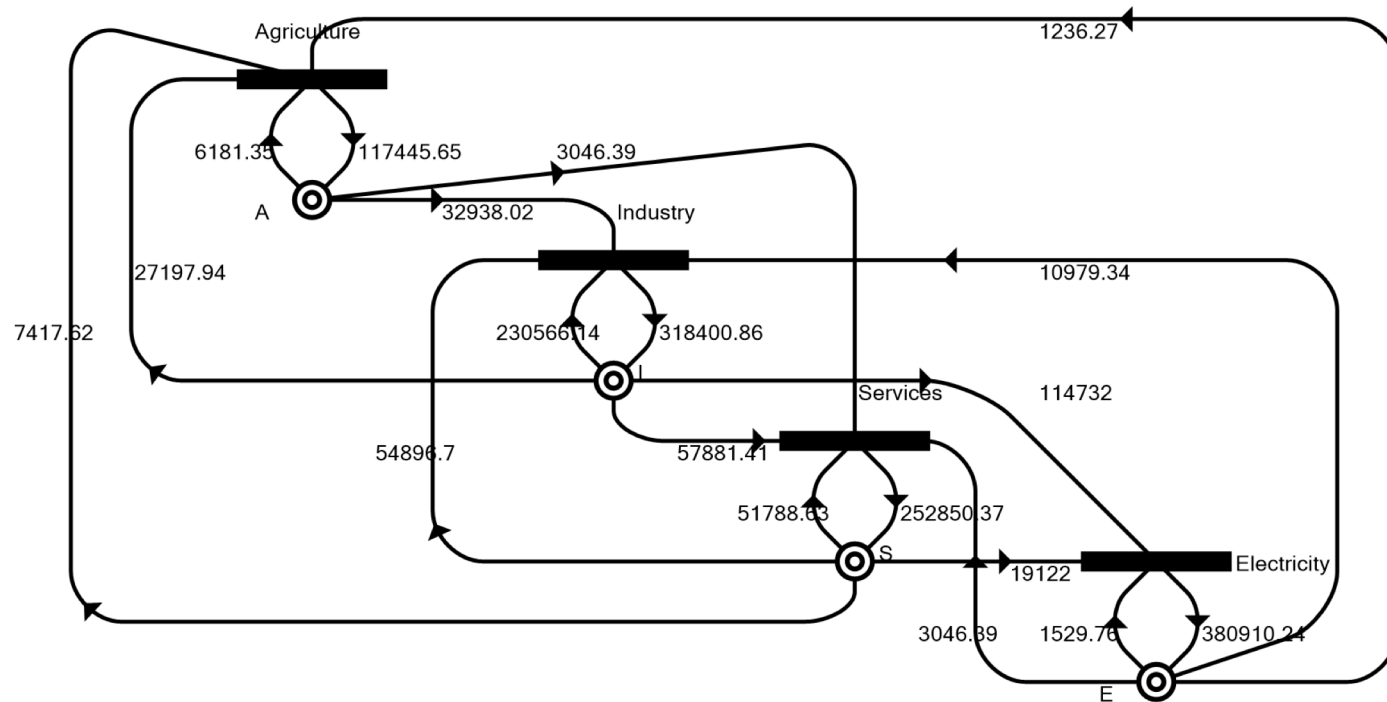 Agriculture
1236.27
6181.35
117445.65
3046.39
A
32938.02
Industry
27197.94
10979.34
7417.62
230566.14
318400.86
I
Services
114732
54896.7
57881.41
51788.63
252850.37
S
19122
Electricity
3046.39
1529.76
380910.24
E